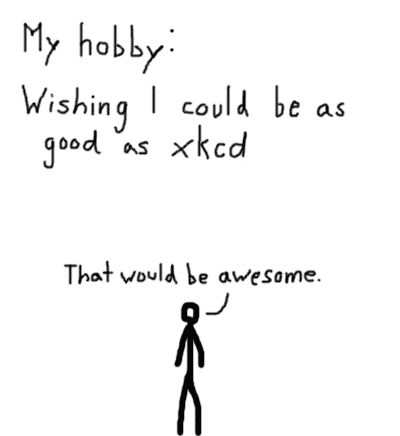 My hobby:
Wishing I could be as
good as xkcd
That would be awesome.